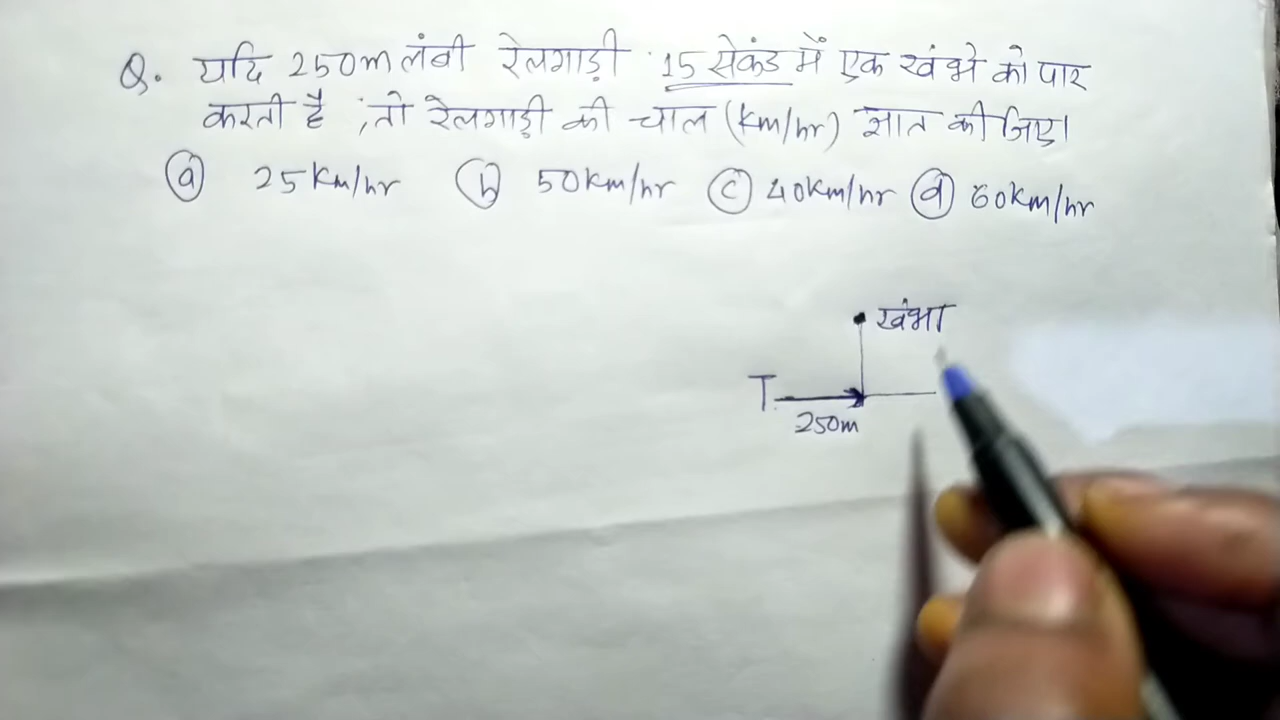 Q. यदि 250m लंबी रेलगाड़ी 15 सेकंड में एक खंभे को पार
करती है ,तो रेलगाड़ी की चाल (km/hr) ज्ञात कीजिए।
(a) 25km/hr (b) 50km/hr (c) 40km/hr (d) 60km/hr
खंभा
T
250m